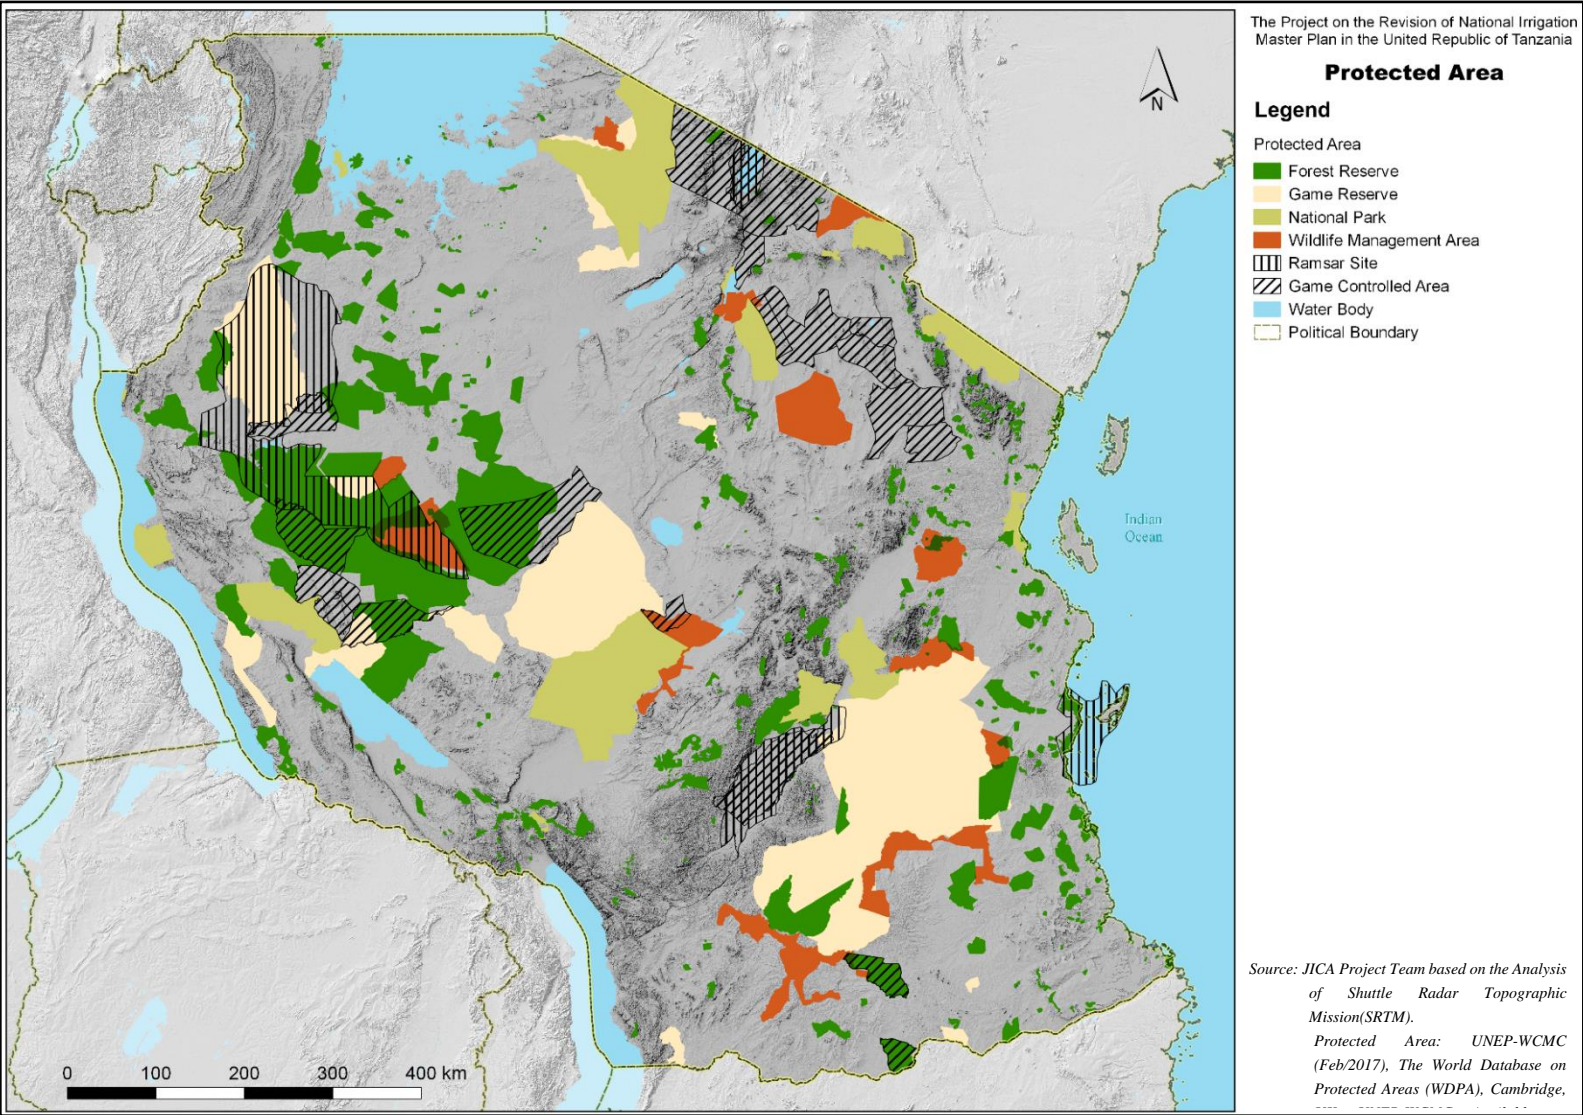 The Project on the Revision of National Irrigation
Master Plan in the United Republic of Tanzania
Protected Area
Legend
Protected Area
Forest Reserve
Game Reserve
National Park
Wildlife Management Area
Ramsar Site
Game Controlled Area
Water Body
Political Boundary
N
Indian
Ocean
0 100 200 300 400 km
Source: JICA Project Team based on the Analysis
of Shuttle Radar Topographic
Mission(SRTM).
Protected Area: UNEP-WCMC
(Feb/2017), The World Database on
Protected Areas (WDPA), Cambridge,